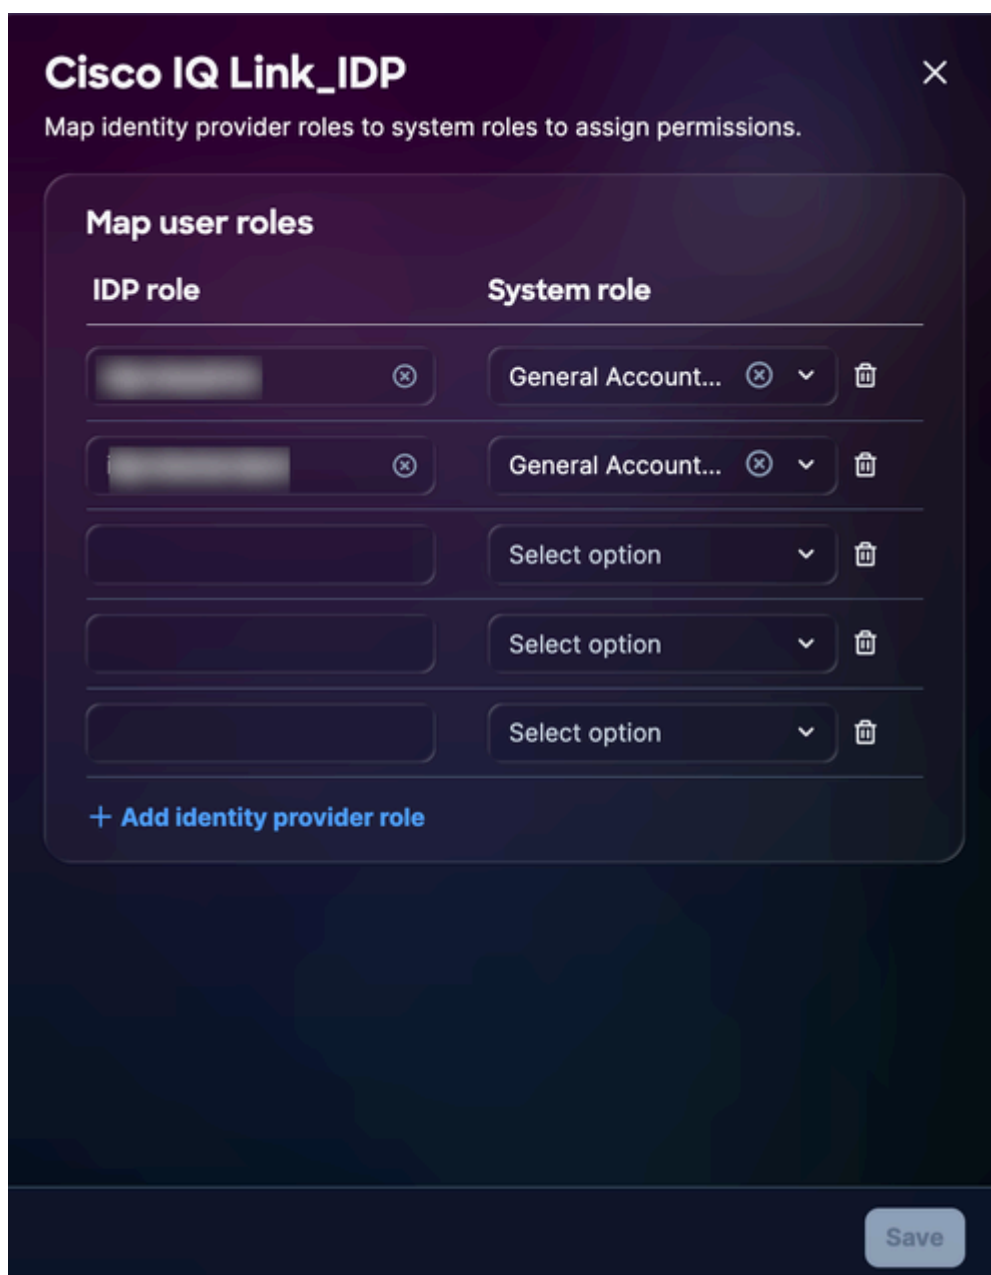 Cisco IQ Link_IDP
Map identity provider roles to system roles to assign permissions.
Map user roles
IDP role System role
General Account...
General Account...
Select option
Select option
Select option
+ Add identity provider role
Save